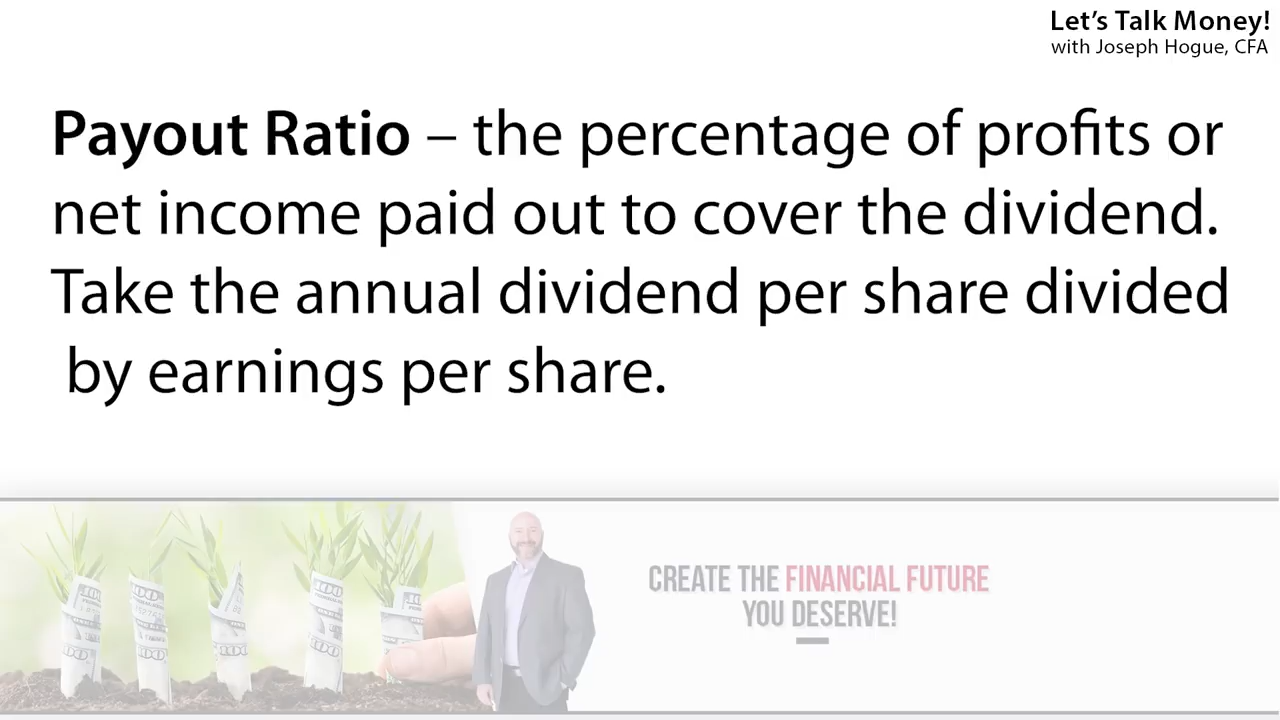 Let's Talk Money!
with Joseph Hogue, CFA
Payout Ratio – the percentage of profits or
net income paid out to cover the dividend.
Take the annual dividend per share divided
by earnings per share.
CREATE THE FINANCIAL FUTURE
YOU DESERVE!